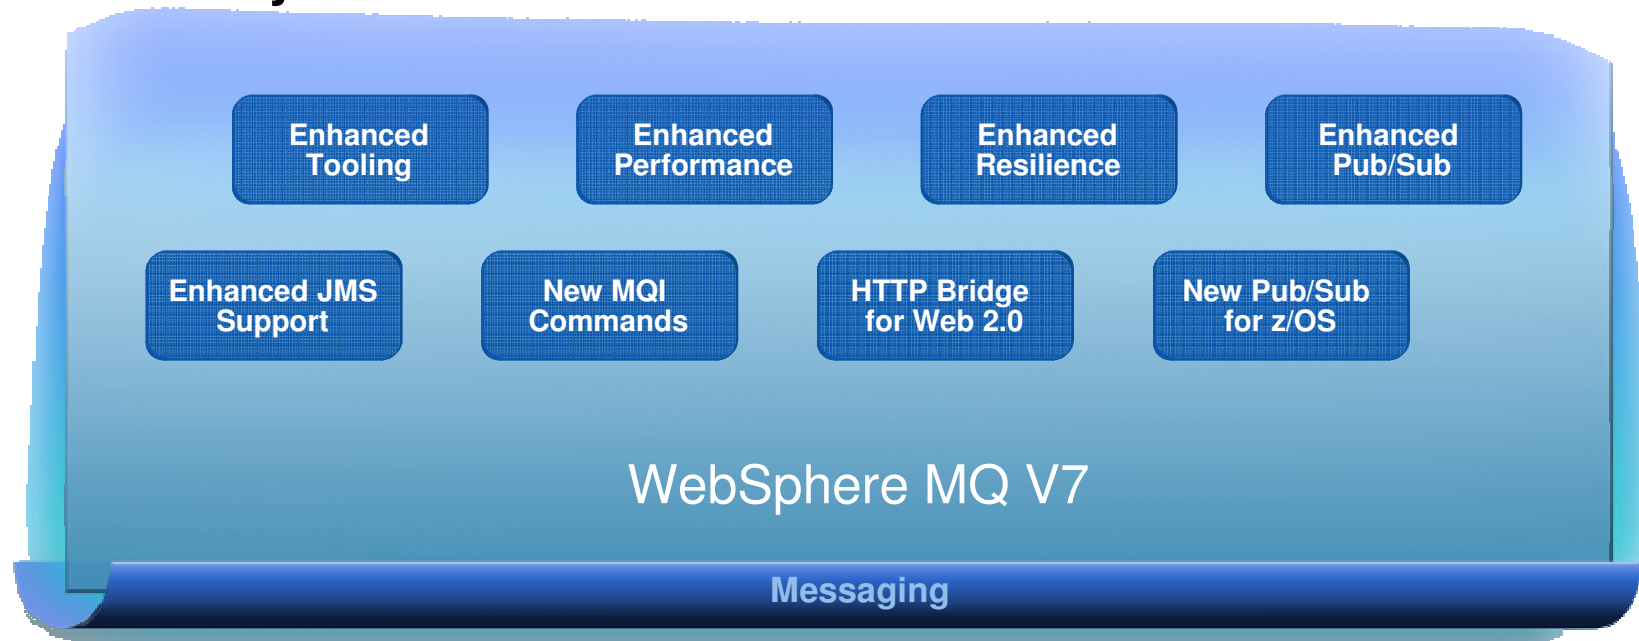 Enhanced
Tooling
Enhanced
Performance
Enhanced
Resilience
Enhanced
Pub/Sub
Enhanced JMS
Support
New MQI
Commands
HTTP Bridge
for Web 2.0
New Pub/Sub
for z/OS
WebSphere MQ V7
Messaging